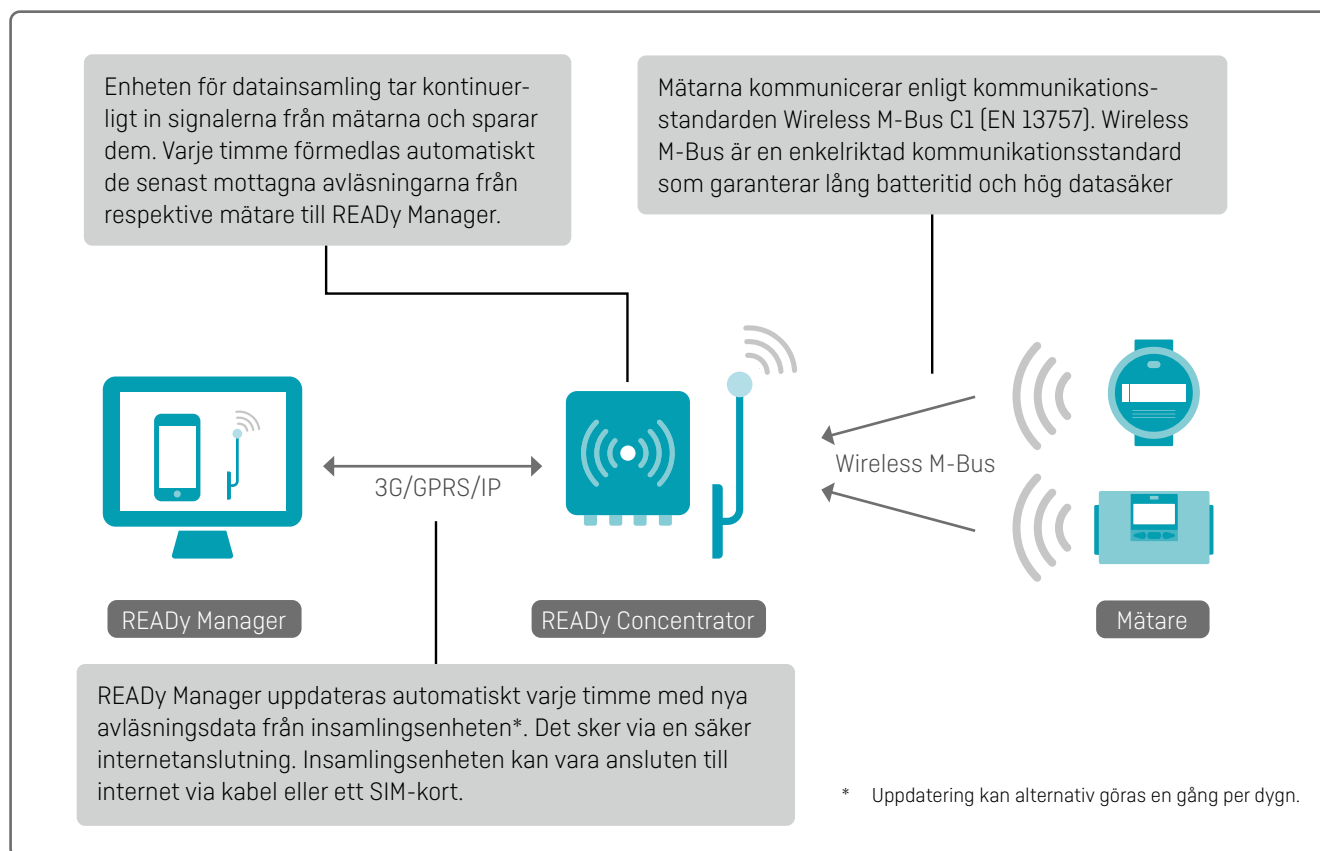 Enheten för datainsamling tar kontinuer-
ligt in signalerna från mätarna och sparar
dem. Varje timme förmedlas automatiskt
de senast mottagna avläsningarna från
respektive mätare till READy Manager.
Mätarna kommunicerar enligt kommunikations-
standarden Wireless M-Bus C1 (EN 13757). Wireless
M-Bus är en enkelriktad kommunikationsstandard
som garanterar lång batteritid och hög datasäker
3G/GPRS/IP
Wireless M-Bus
READy Manager
READy Concentrator
Mätare
READy Manager uppdateras automatiskt varje timme med nya
avläsningsdata från insamlingsenheten*. Det sker via en säker
internetanslutning. Insamlingsenheten kan vara ansluten till
internet via kabel eller ett SIM-kort.
* Uppdatering kan alternativ göras en gång per dygn.